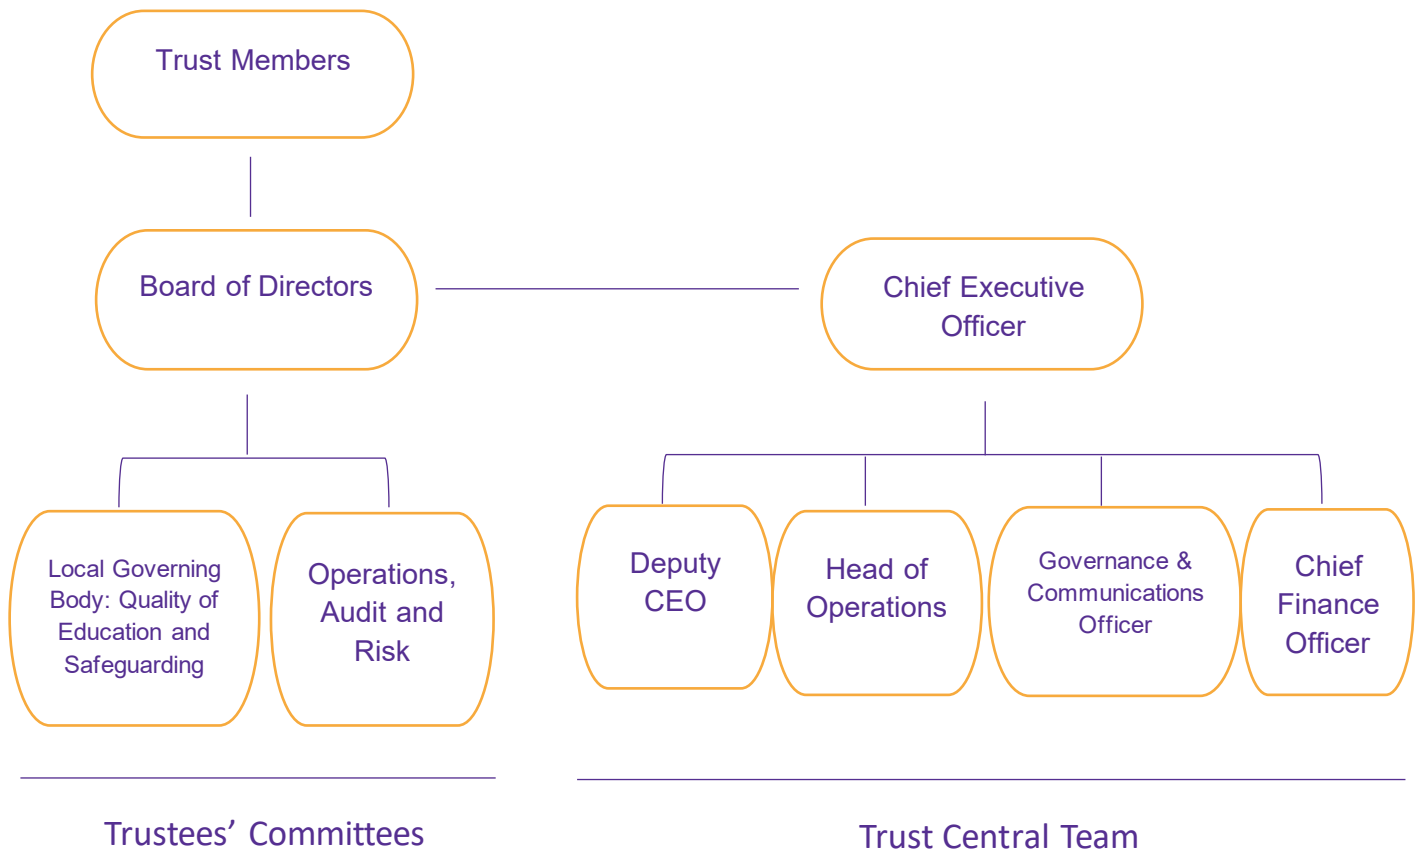 Trust Members
Board of Directors
Chief Executive
Officer
Local Governing
Body: Quality of
Education and
Safeguarding
Operations,
Audit and
Risk
Deputy
CEO
Head of
Operations
Governance &
Communications
Officer
Chief
Finance
Officer
Trustees’ Committees
Trust Central Team